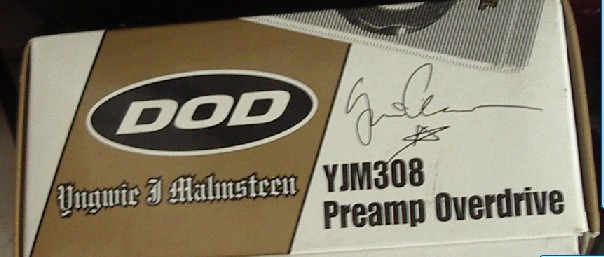 DOD
Yngwie J Malmsteen
YJM308
Preamp Overdrive